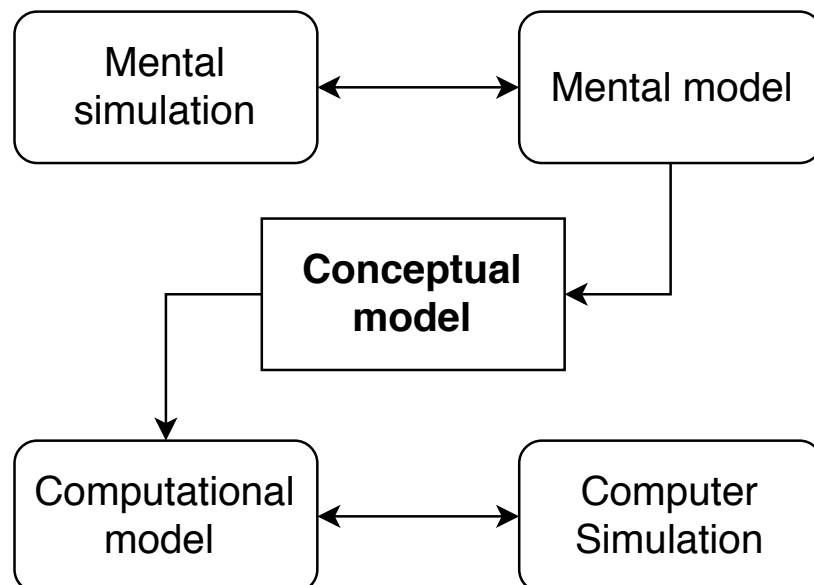 Mental
simulation
Mental model
Conceptual
model
Computational
model
Computer
Simulation